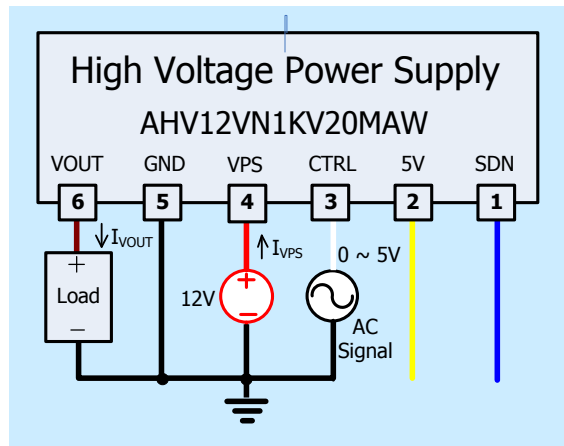 High Voltage Power Supply
AHV12VN1KV20MAW
VOUT GND VPS CTRL 5V SDN
6 5 4 3 2 1
↓IVOUT ↑IVPS 0 ~ 5V
+ +
Load 12V
− −
AC
Signal